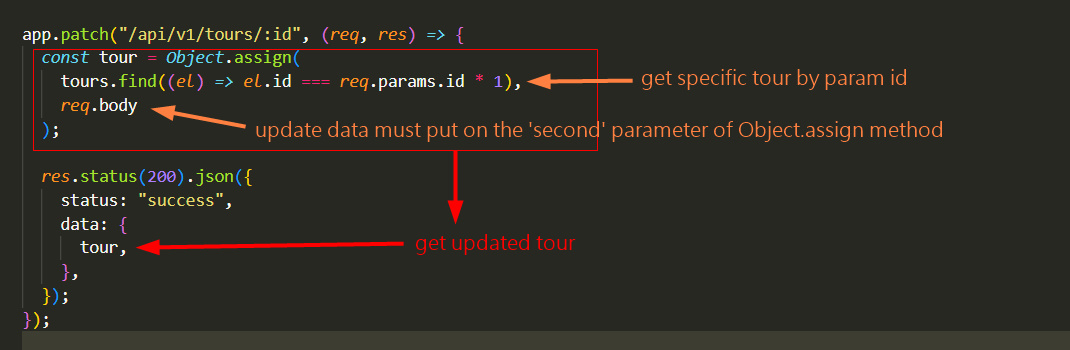 app.patch("/api/v1/tours/:id", (req, res) => {
const tour = Object.assign(
tours.find((el) => el.id === req.params.id * 1), get specific tour by param id
req.body
); update data must put on the 'second' parameter of Object.assign method
res.status(200).json({
status: "success",
data: {
tour, get updated tour
},
});
});